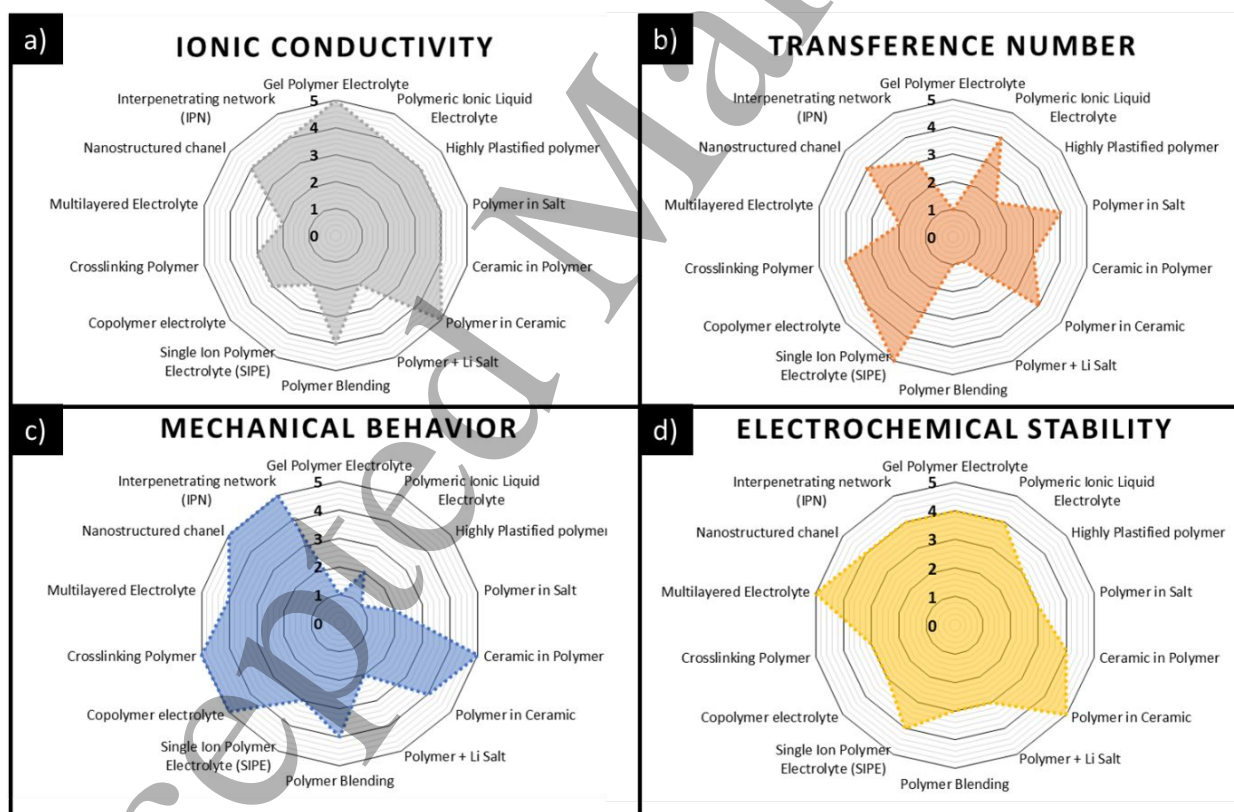 a)
IONIC CONDUCTIVITY
Gel Polymer Electrolyte
Interpenetrating network
(IPN)
Polymeric Ionic Liquid
Electrolyte
Nanostructured chanel
Highly Plastified polymer
Multilayered Electrolyte
Polymer in Salt
Crosslinking Polymer
Ceramic in Polymer
Copolymer electrolyte
Polymer in Ceramic
Single Ion Polymer
Electrolyte (SIPE)
Polymer + Li Salt
Polymer Blending
5
4
3
2
1
0
b)
TRANSFERENCE NUMBER
Gel Polymer Electrolyte
Interpenetrating network
(IPN)
Polymeric Ionic Liquid
Electrolyte
Nanostructured chanel
Highly Plastified polymer
Multilayered Electrolyte
Polymer in Salt
Crosslinking Polymer
Ceramic in Polymer
Copolymer electrolyte
Polymer in Ceramic
Single Ion Polymer
Electrolyte (SIPE)
Polymer + Li Salt
Polymer Blending
5
4
3
2
1
0
c)
MECHANICAL BEHAVIOR
Gel Polymer Electrolyte
Interpenetrating network
(IPN)
Polymeric Ionic Liquid
Electrolyte
Nanostructured chanel
Highly Plastified polymer
Multilayered Electrolyte
Polymer in Salt
Crosslinking Polymer
Ceramic in Polymer
Copolymer electrolyte
Polymer in Ceramic
Single Ion Polymer
Electrolyte (SIPE)
Polymer + Li Salt
Polymer Blending
5
4
3
2
1
0
d)
ELECTROCHEMICAL STABILITY
Gel Polymer Electrolyte
Interpenetrating network
(IPN)
Polymeric Ionic Liquid
Electrolyte
Nanostructured chanel
Highly Plastified polymer
Multilayered Electrolyte
Polymer in Salt
Crosslinking Polymer
Ceramic in Polymer
Copolymer electrolyte
Polymer in Ceramic
Single Ion Polymer
Electrolyte (SIPE)
Polymer + Li Salt
Polymer Blending
5
4
3
2
1
0